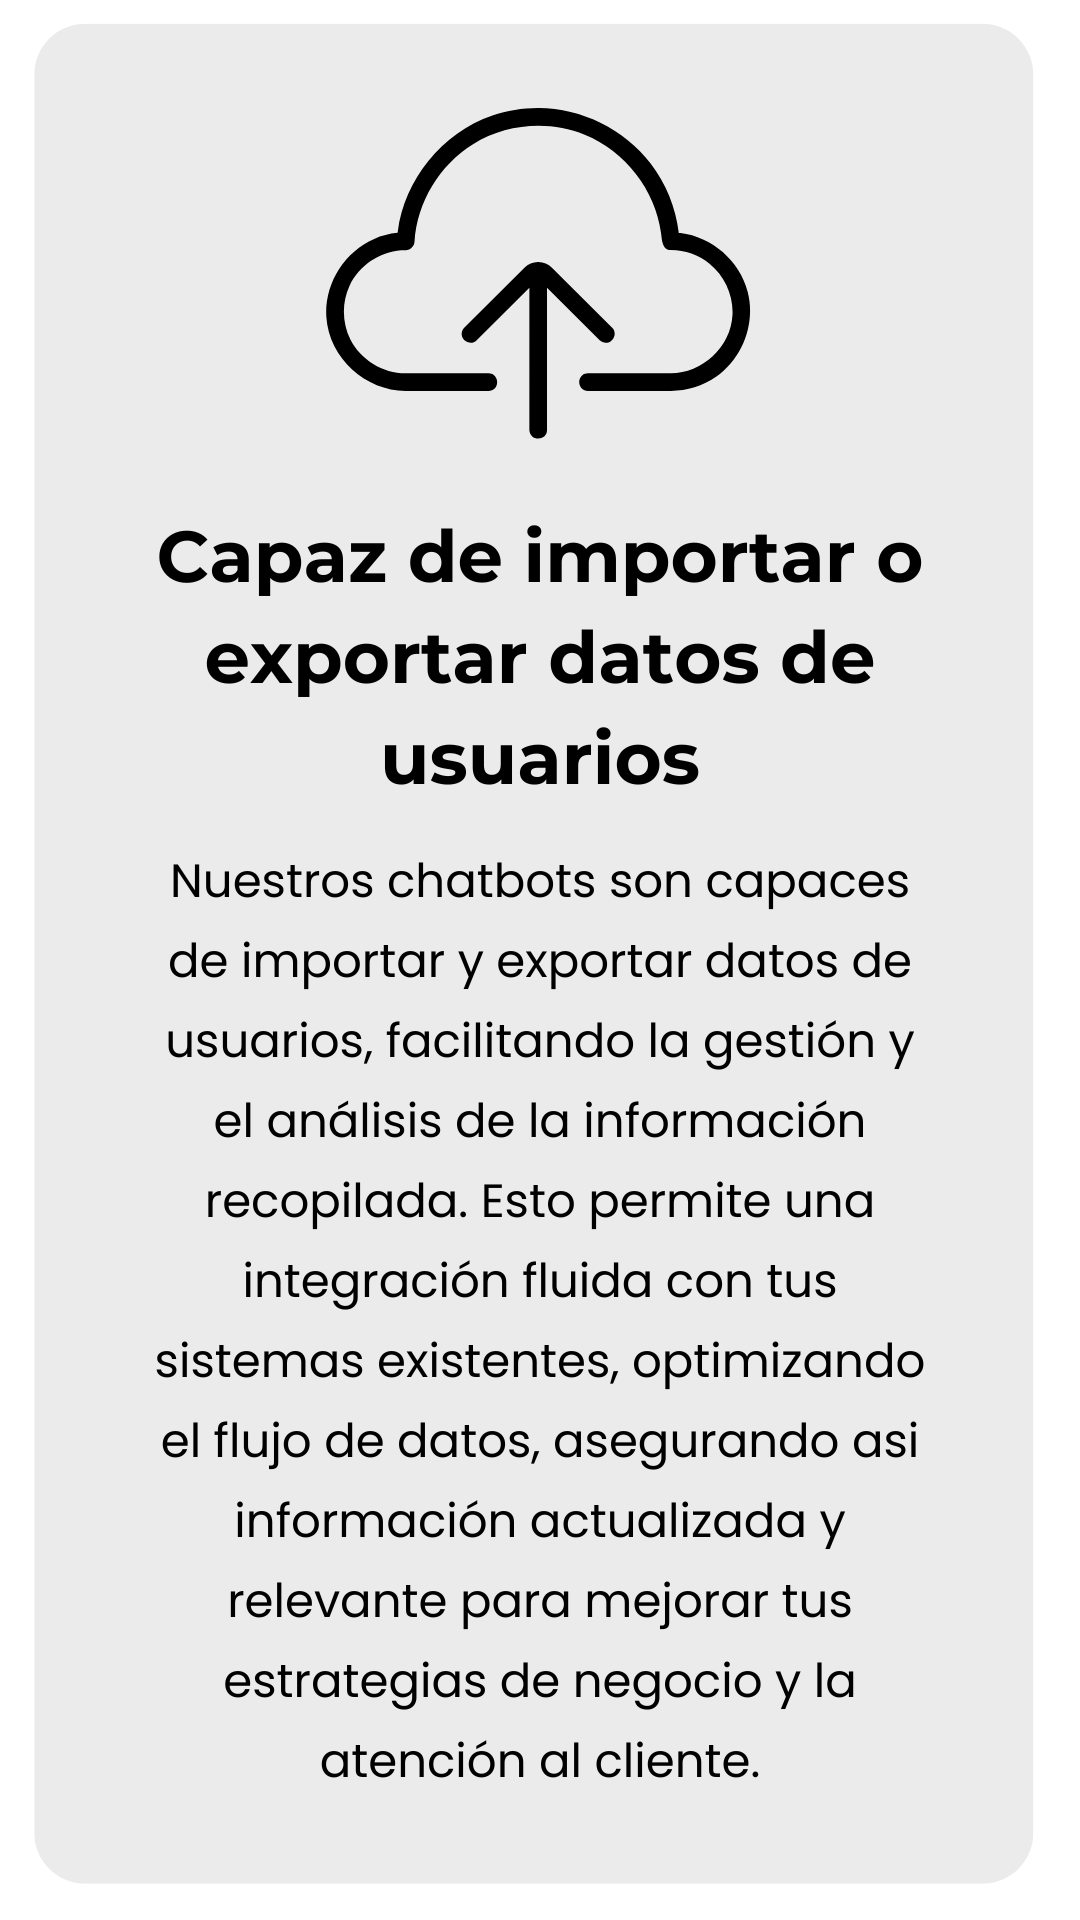 Capaz de importar o
exportar datos de
usuarios
Nuestros chatbots son capaces
de importar y exportar datos de
usuarios, facilitando la gestión y
el análisis de la información
recopilada. Esto permite una
integración fluida con tus
sistemas existentes, optimizando
el flujo de datos, asegurando asi
información actualizada y
relevante para mejorar tus
estrategias de negocio y la
atención al cliente.